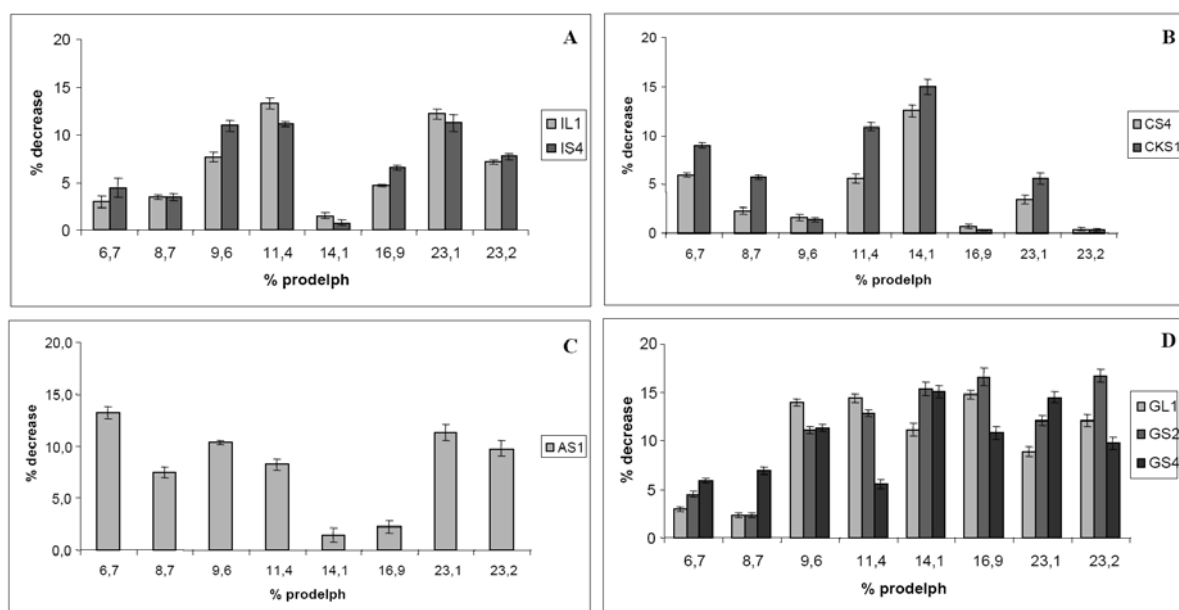 A
% decrease
20
15
10
5
0
6,7 8,7 9,6 11,4 14,1 16,9 23,1 23,2
% prodelph
IL1
IS4
B
% decrease
20
15
10
5
0
6,7 8,7 9,6 11,4 14,1 16,9 23,1 23,2
% prodelph
CS4
CKS1
C
% decrease
20,0
15,0
10,0
5,0
0,0
6,7 8,7 9,6 11,4 14,1 16,9 23,1 23,2
% prodelph
AS1
D
% decrease
20
15
10
5
0
6,7 8,7 9,6 11,4 14,1 16,9 23,1 23,2
% prodelph
GL1
GS2
GS4